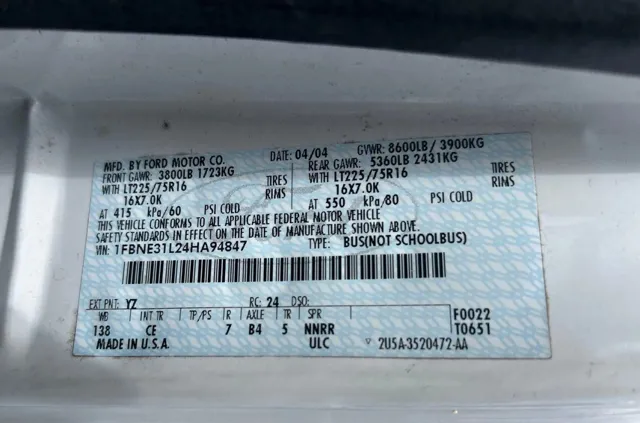 MFD. BY FORD MOTOR CO. DATE: 04/04 GVWR: 8600LB / 3900KG
FRONT GAWR: 3800LB 1723KG REAR GAWR: 5360LB 2431KG
WITH LT225/75R16 TIRES WITH LT225/75R16 TIRES
16X7.0K RIMS 16X7.0K RIMS
AT 415 kPa/60 PSI COLD AT 550 kPa/80 PSI COLD
THIS VEHICLE CONFORMS TO ALL APPLICABLE FEDERAL MOTOR VEHICLE
SAFETY STANDARDS IN EFFECT ON THE DATE OF MANUFACTURE SHOWN ABOVE.
VIN: 1FBNE31L24HA94847 TYPE: BUS(NOT SCHOOLBUS)
EXT PNT: YZ RC: 24 DSO:
WB INT TR TP/PS R AXLE TR SPR F0022
138 CE 7 B4 5 NNRR T0651
MADE IN U.S.A. ULC 2U5A-3520472-AA